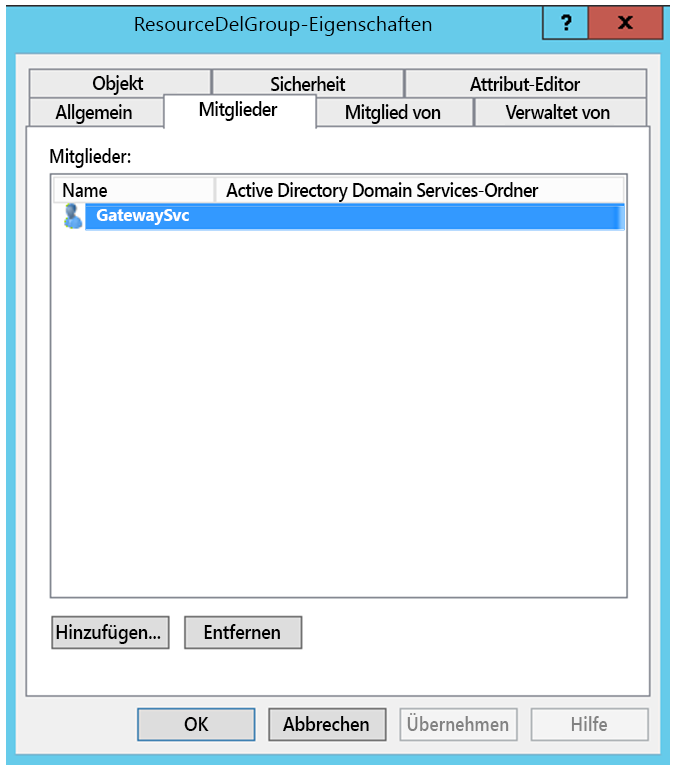 ResourceDelGroup-Eigenschaften
?
x
Objekt
Sicherheit
Attribut-Editor
Allgemein
Mitglieder
Mitglied von
Verwaltet von
Mitglieder:
Name
Active Directory Domain Services-Ordner
GatewaySvc
Hinzufügen...
Entfernen
OK
Abbrechen
Übernehmen
Hilfe